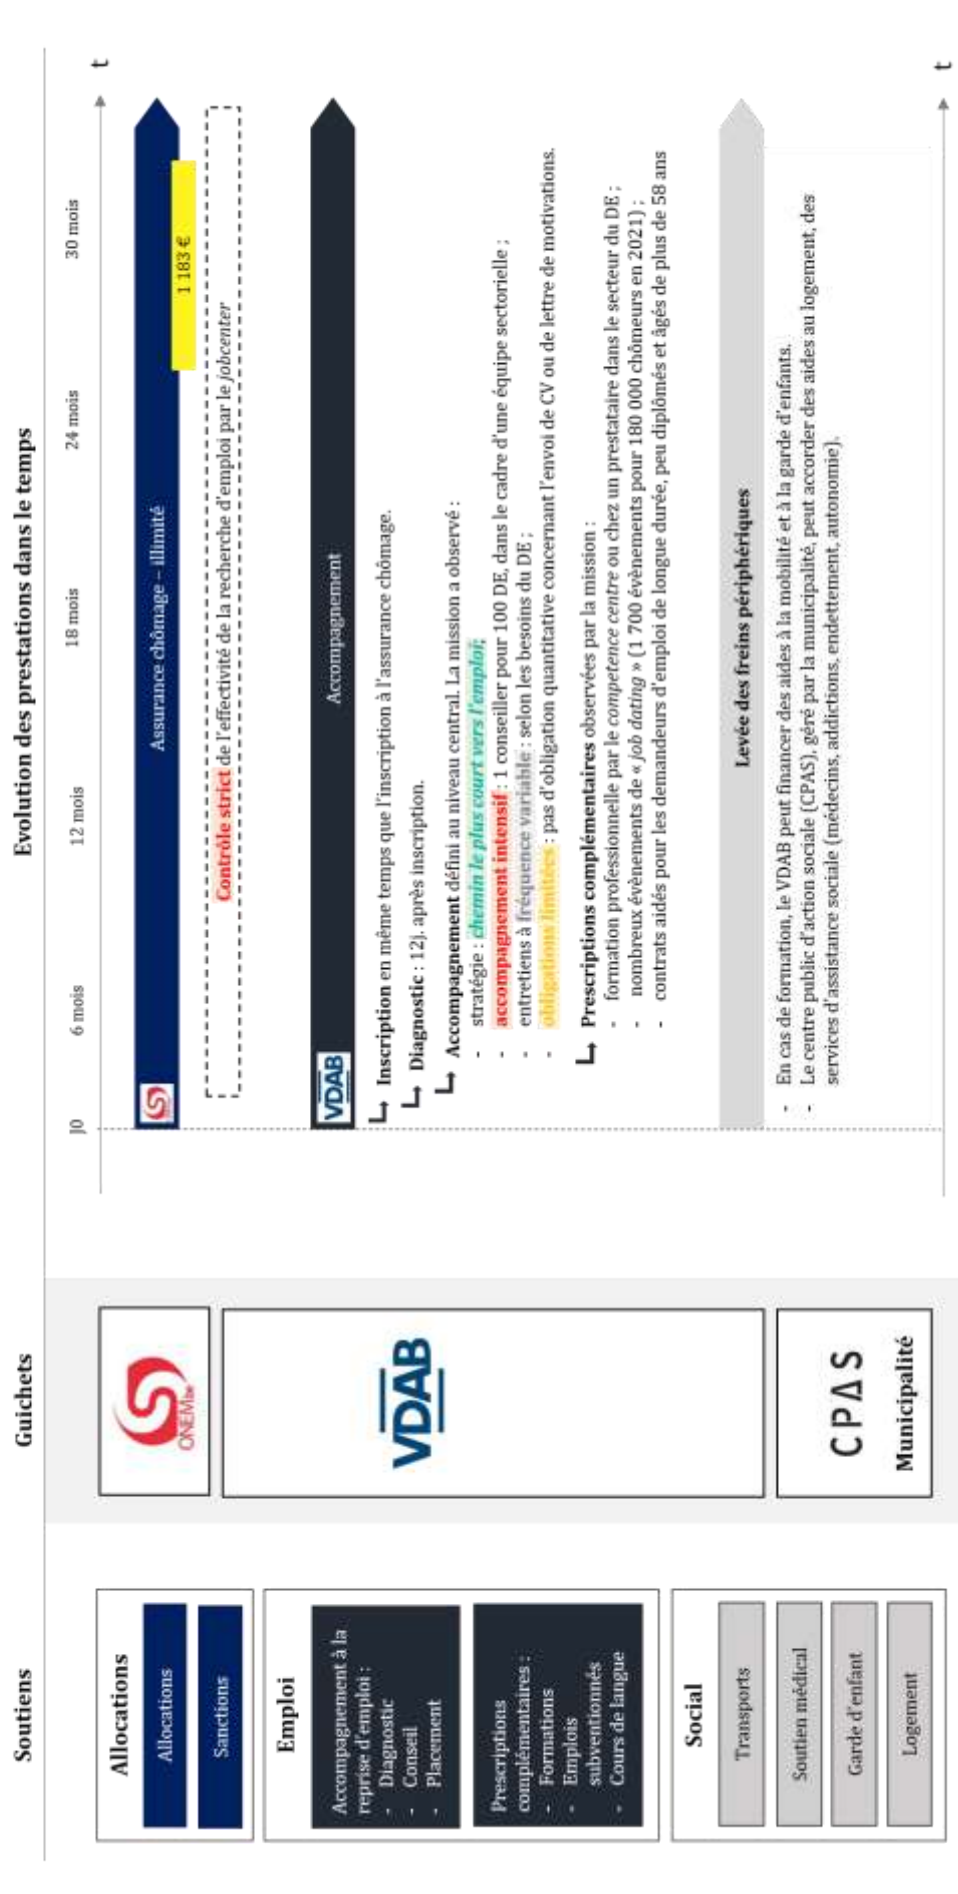 Soutiens
Guichets
Evolution des prestations dans le temps
J0
6 mois
12 mois
18 mois
24 mois
30 mois
t
Allocations
Allocations
Sanctions
ONEM.be
Assurance chômage – illimité
1 183 €
Contrôle strict de l'effectivité de la recherche d'emploi par le jobcenter
Emploi
Accompagnement à la
reprise d'emploi :
- Diagnostic
- Conseil
- Placement
Prescriptions
complémentaires :
- Formations
- Emplois
subventionnés
- Cours de langue
VDAB
VDAB
Accompagnement
Inscription en même temps que l'inscription à l'assurance chômage.
Diagnostic : 12j. après inscription.
Accompagnement défini au niveau central. La mission a observé :
- stratégie : chemin le plus court vers l'emploi;
- accompagnement intensif : 1 conseiller pour 100 DE, dans le cadre d'une équipe sectorielle ;
- entretiens à fréquence variable : selon les besoins du DE ;
- obligations limitées : pas d'obligation quantitative concernant l'envoi de CV ou de lettre de motivations.
Prescriptions complémentaires observées par la mission :
- formation professionnelle par le competence centre ou chez un prestataire dans le secteur du DE ;
- nombreux évènements de « job dating » (1 700 évènements pour 180 000 chômeurs en 2021) ;
- contrats aidés pour les demandeurs d'emploi de longue durée, peu diplômés et âgés de plus de 58 ans
Social
Transports
Soutien médical
Garde d'enfant
Logement
CPAS
Municipalité
Levée des freins périphériques
- En cas de formation, le VDAB peut financer des aides à la mobilité et à la garde d'enfants.
- Le centre public d'action sociale (CPAS), géré par la municipalité, peut accorder des aides au logement, des
services d'assistance sociale (médecins, addictions, endettement, autonomie).
t